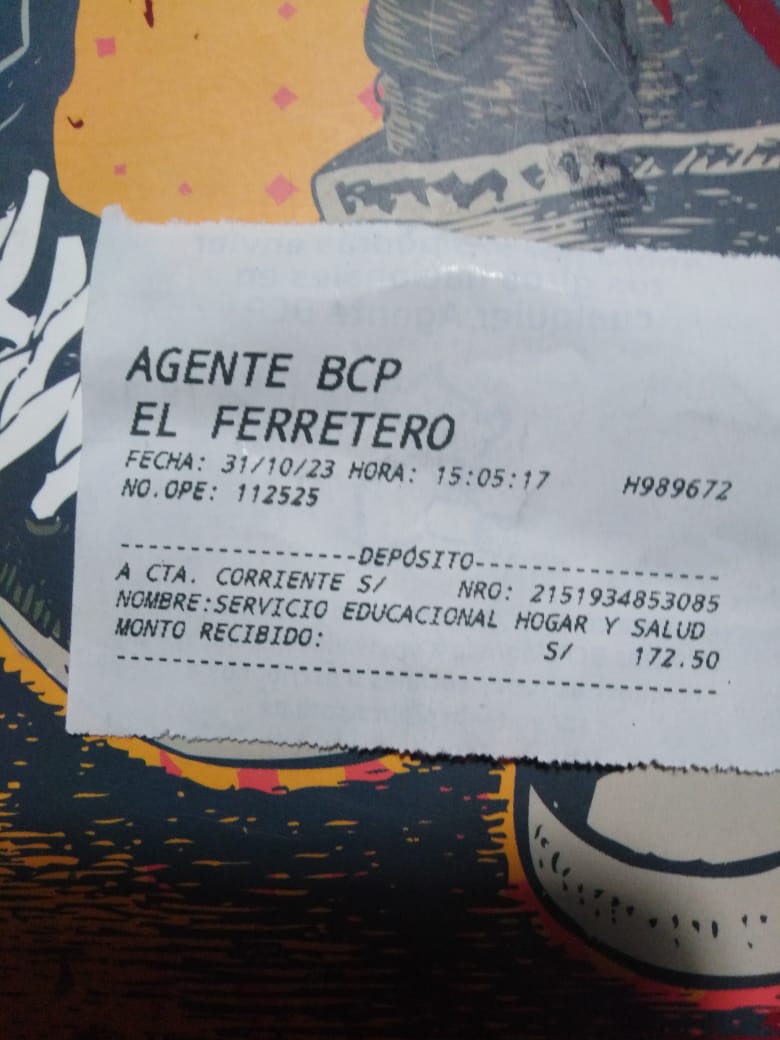 AGENTE BCP
EL FERRETERO
FECHA: 31/10/23 HORA: 15:05:17 H989672
NO.OPE: 112525
-----------------DEPÓSITO-----------------
A CTA. CORRIENTE S/ NRO: 2151934853085
NOMBRE:SERVICIO EDUCACIONAL HOGAR Y SALUD
MONTO RECIBIDO: S/ 172.50
------------------------------------------